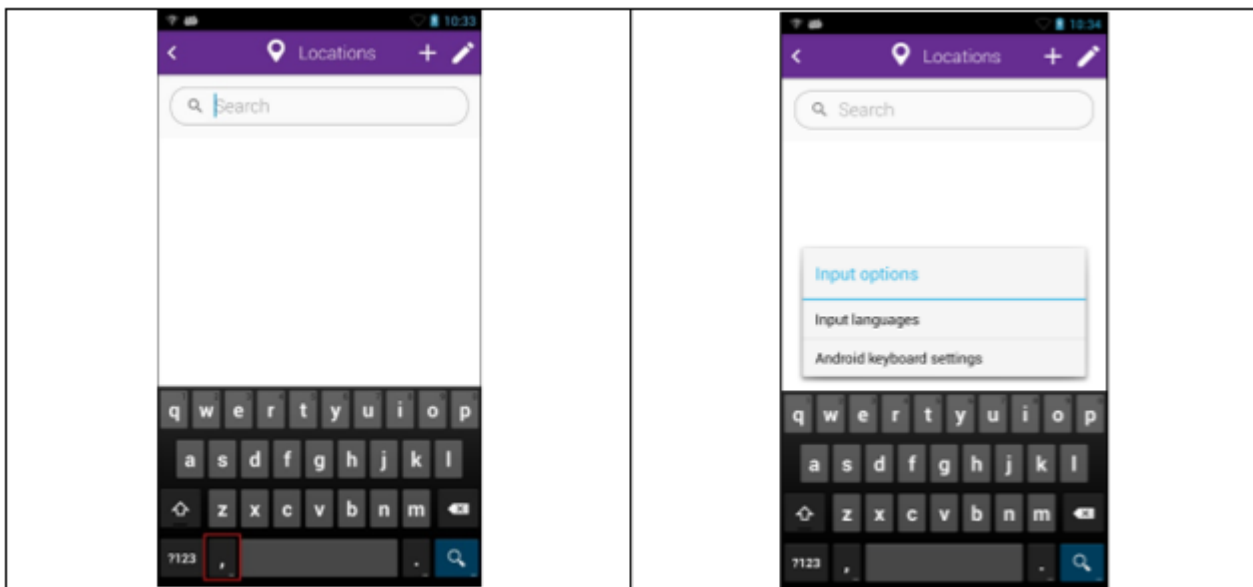 10:33
Locations
Search
q w e r t y u i o p
a s d f g h j k l
z x c v b n m
?123 , .
10:34
Locations
Search
Input options
Input languages
Android keyboard settings
q w e r t y u i o p
a s d f g h j k l
z x c v b n m
?123 , .